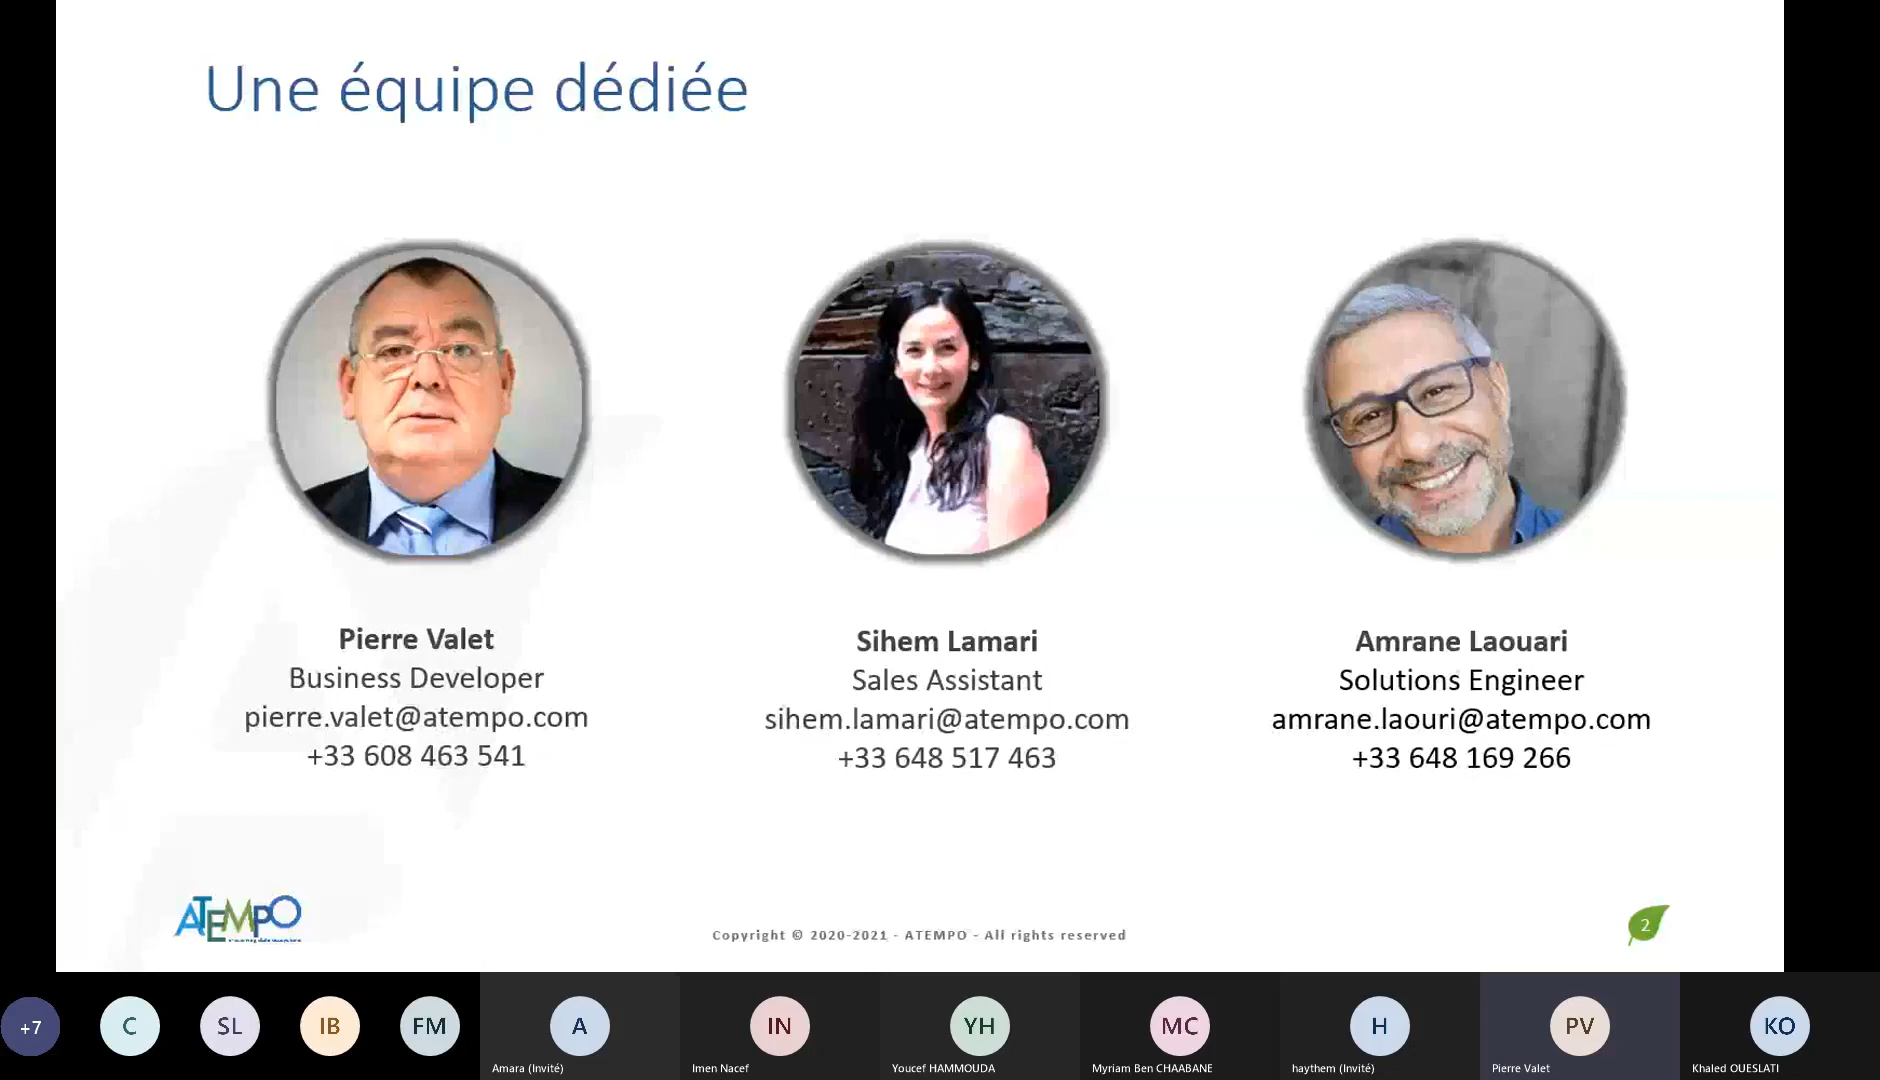 Une équipe dédiée
Pierre Valet
Business Developer
pierre.valet@atempo.com
+33 608 463 541
Sihem Lamari
Sales Assistant
sihem.lamari@atempo.com
+33 648 517 463
Amrane Laouari
Solutions Engineer
amrane.laouri@atempo.com
+33 648 169 266
ATEMPO
Copyright © 2020-2021 - ATEMPO - All rights reserved
2
+7
C
SL
IB
FM
A
Amara (Invité)
IN
Imen Nacef
YH
Youcef HAMMOUDA
MC
Myriam Ben CHAABANE
H
haythem (Invité)
PV
Pierre Valet
KO
Khaled OUESLATI